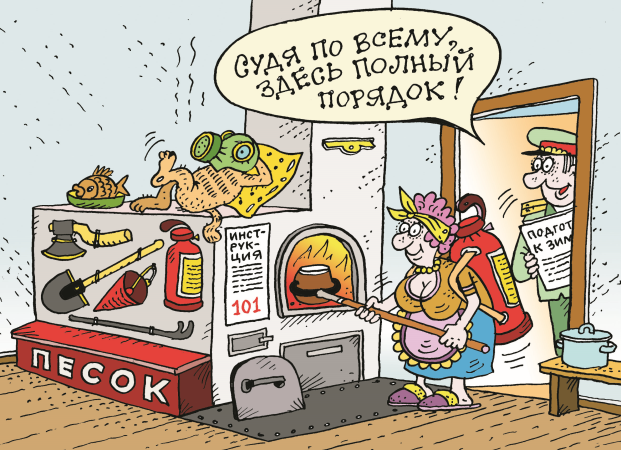 СУДЯ ПО ВСЕМУ,
ЗДЕСЬ ПОЛНЫЙ
ПОРЯДОК!
ИНСТ-
РУК-
ЦИЯ
101
ПОДГОТ
К ЗИМ
ПЕСОК